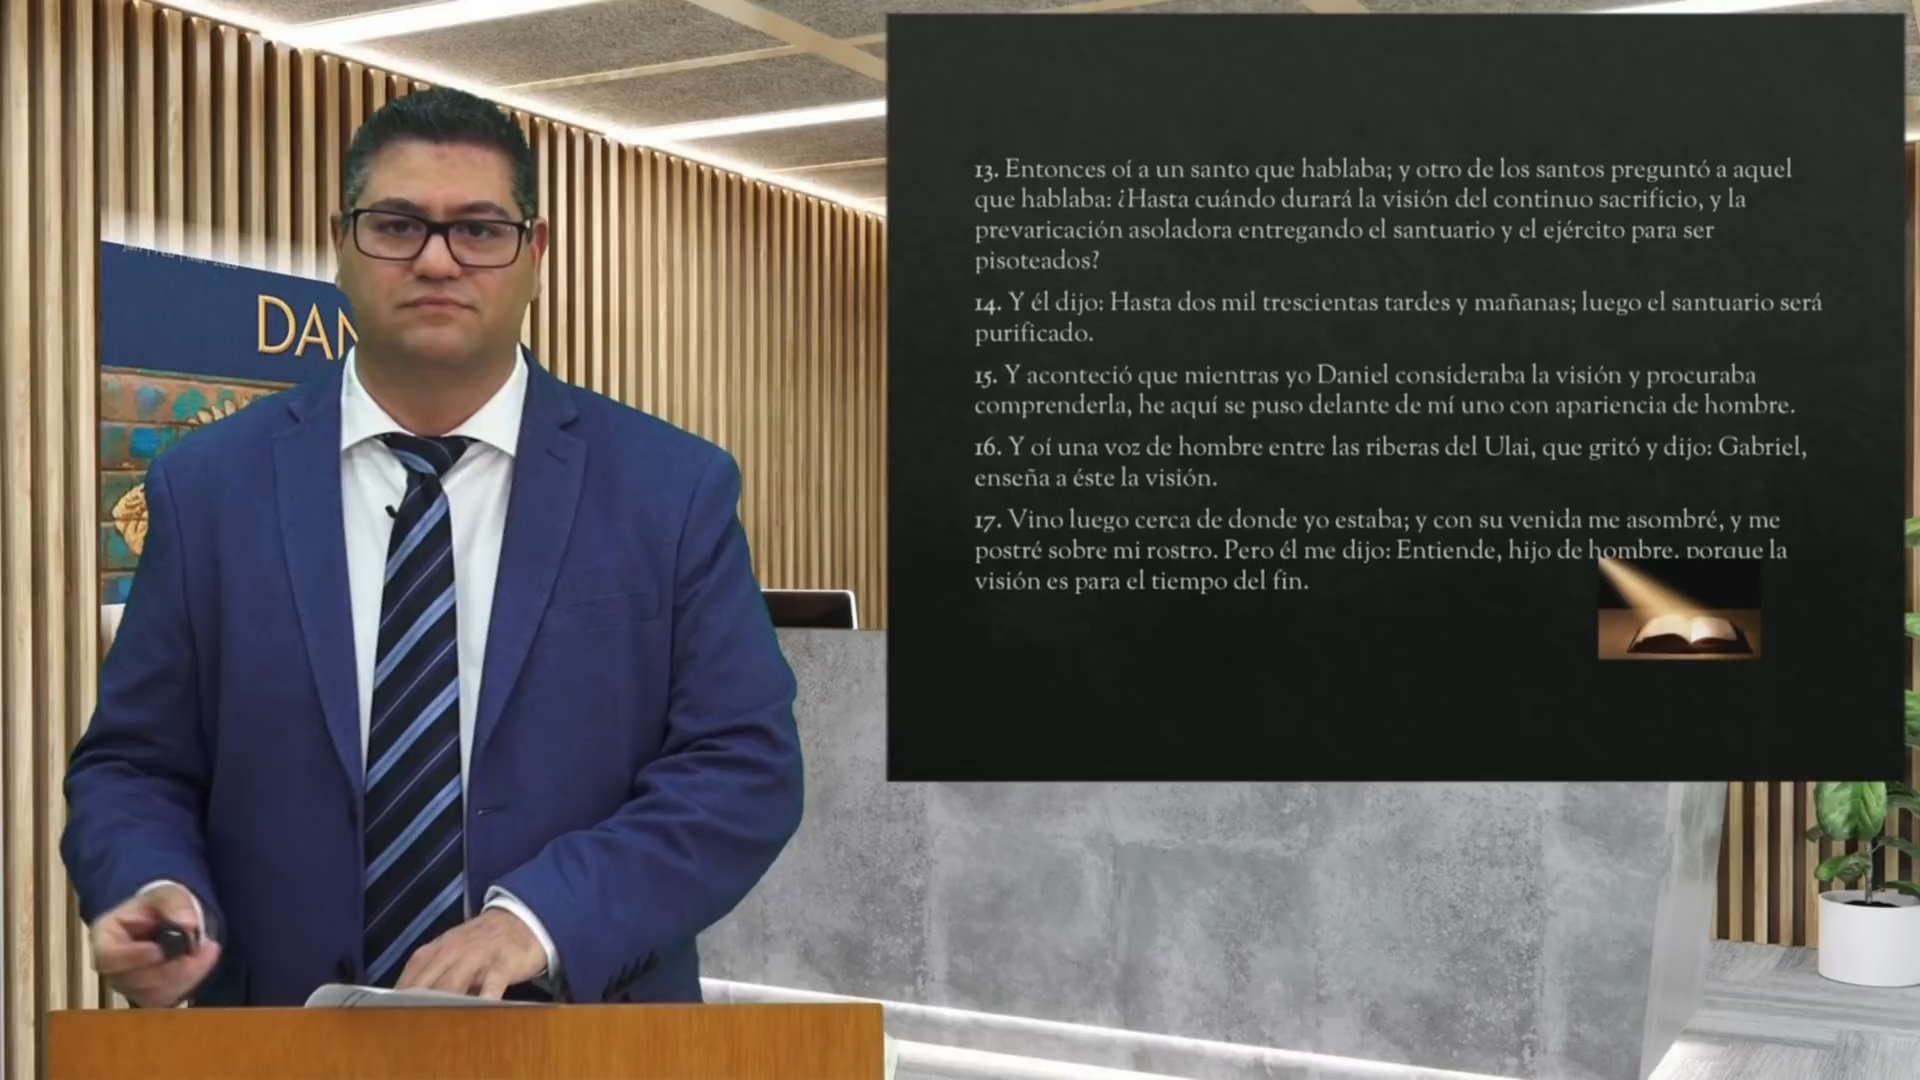 DAN
13. Entonces oí a un santo que hablaba; y otro de los santos preguntó a aquel
que hablaba: ¿Hasta cuándo durará la visión del continuo sacrificio, y la
prevaricación asoladora entregando el santuario y el ejército para ser
pisoteados?
14. Y él dijo: Hasta dos mil trescientas tardes y mañanas; luego el santuario será
purificado.
15. Y aconteció que mientras yo Daniel consideraba la visión y procuraba
comprenderla, he aquí se puso delante de mí uno con apariencia de hombre.
16. Y oí una voz de hombre entre las riberas del Ulai, que gritó y dijo: Gabriel,
enseña a éste la visión.
17. Vino luego cerca de donde yo estaba; y con su venida me asombré, y me
postré sobre mi rostro. Pero él me dijo: Entiende, hijo de hombre, porque la
visión es para el tiempo del fin.